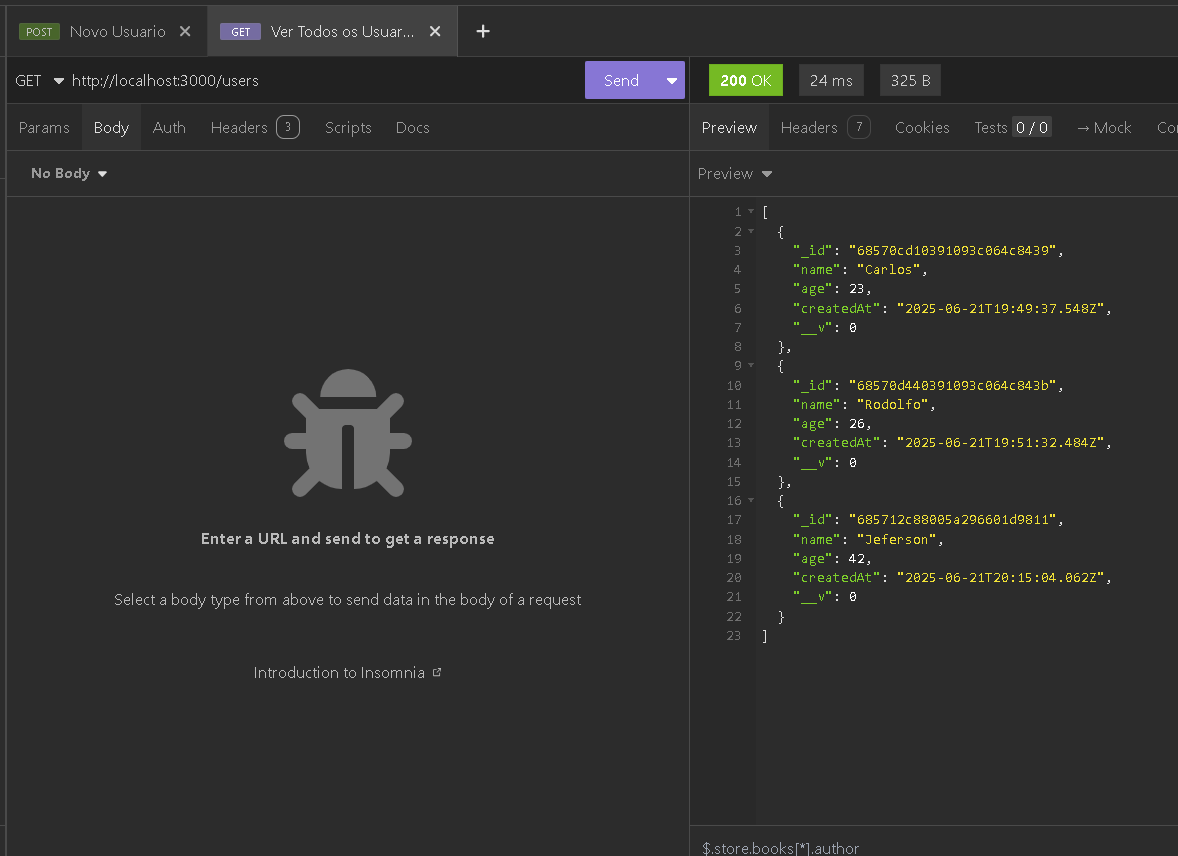 POST Novo Usuario
GET Ver Todos os Usuar...
GET http://localhost:3000/users
Send
200 OK
24 ms
325 B
Params
Body
Auth
Headers 3
Scripts
Docs
Preview
Headers 7
Cookies
Tests 0 / 0
→ Mock
Co
No Body
Preview
Enter a URL and send to get a response
Select a body type from above to send data in the body of a request
Introduction to Insomnia
1 [
2 {
3 "_id": "68570cd10391093c064c8439",
4 "name": "Carlos",
5 "age": 23,
6 "createdAt": "2025-06-21T19:49:37.548Z",
7 "__v": 0
8 },
9 {
10 "_id": "68570d440391093c064c843b",
11 "name": "Rodolfo",
12 "age": 26,
13 "createdAt": "2025-06-21T19:51:32.484Z",
14 "__v": 0
15 },
16 {
17 "_id": "685712c88005a296601d9811",
18 "name": "Jeferson",
19 "age": 42,
20 "createdAt": "2025-06-21T20:15:04.062Z",
21 "__v": 0
22 }
23 ]
$.store.books[*].author